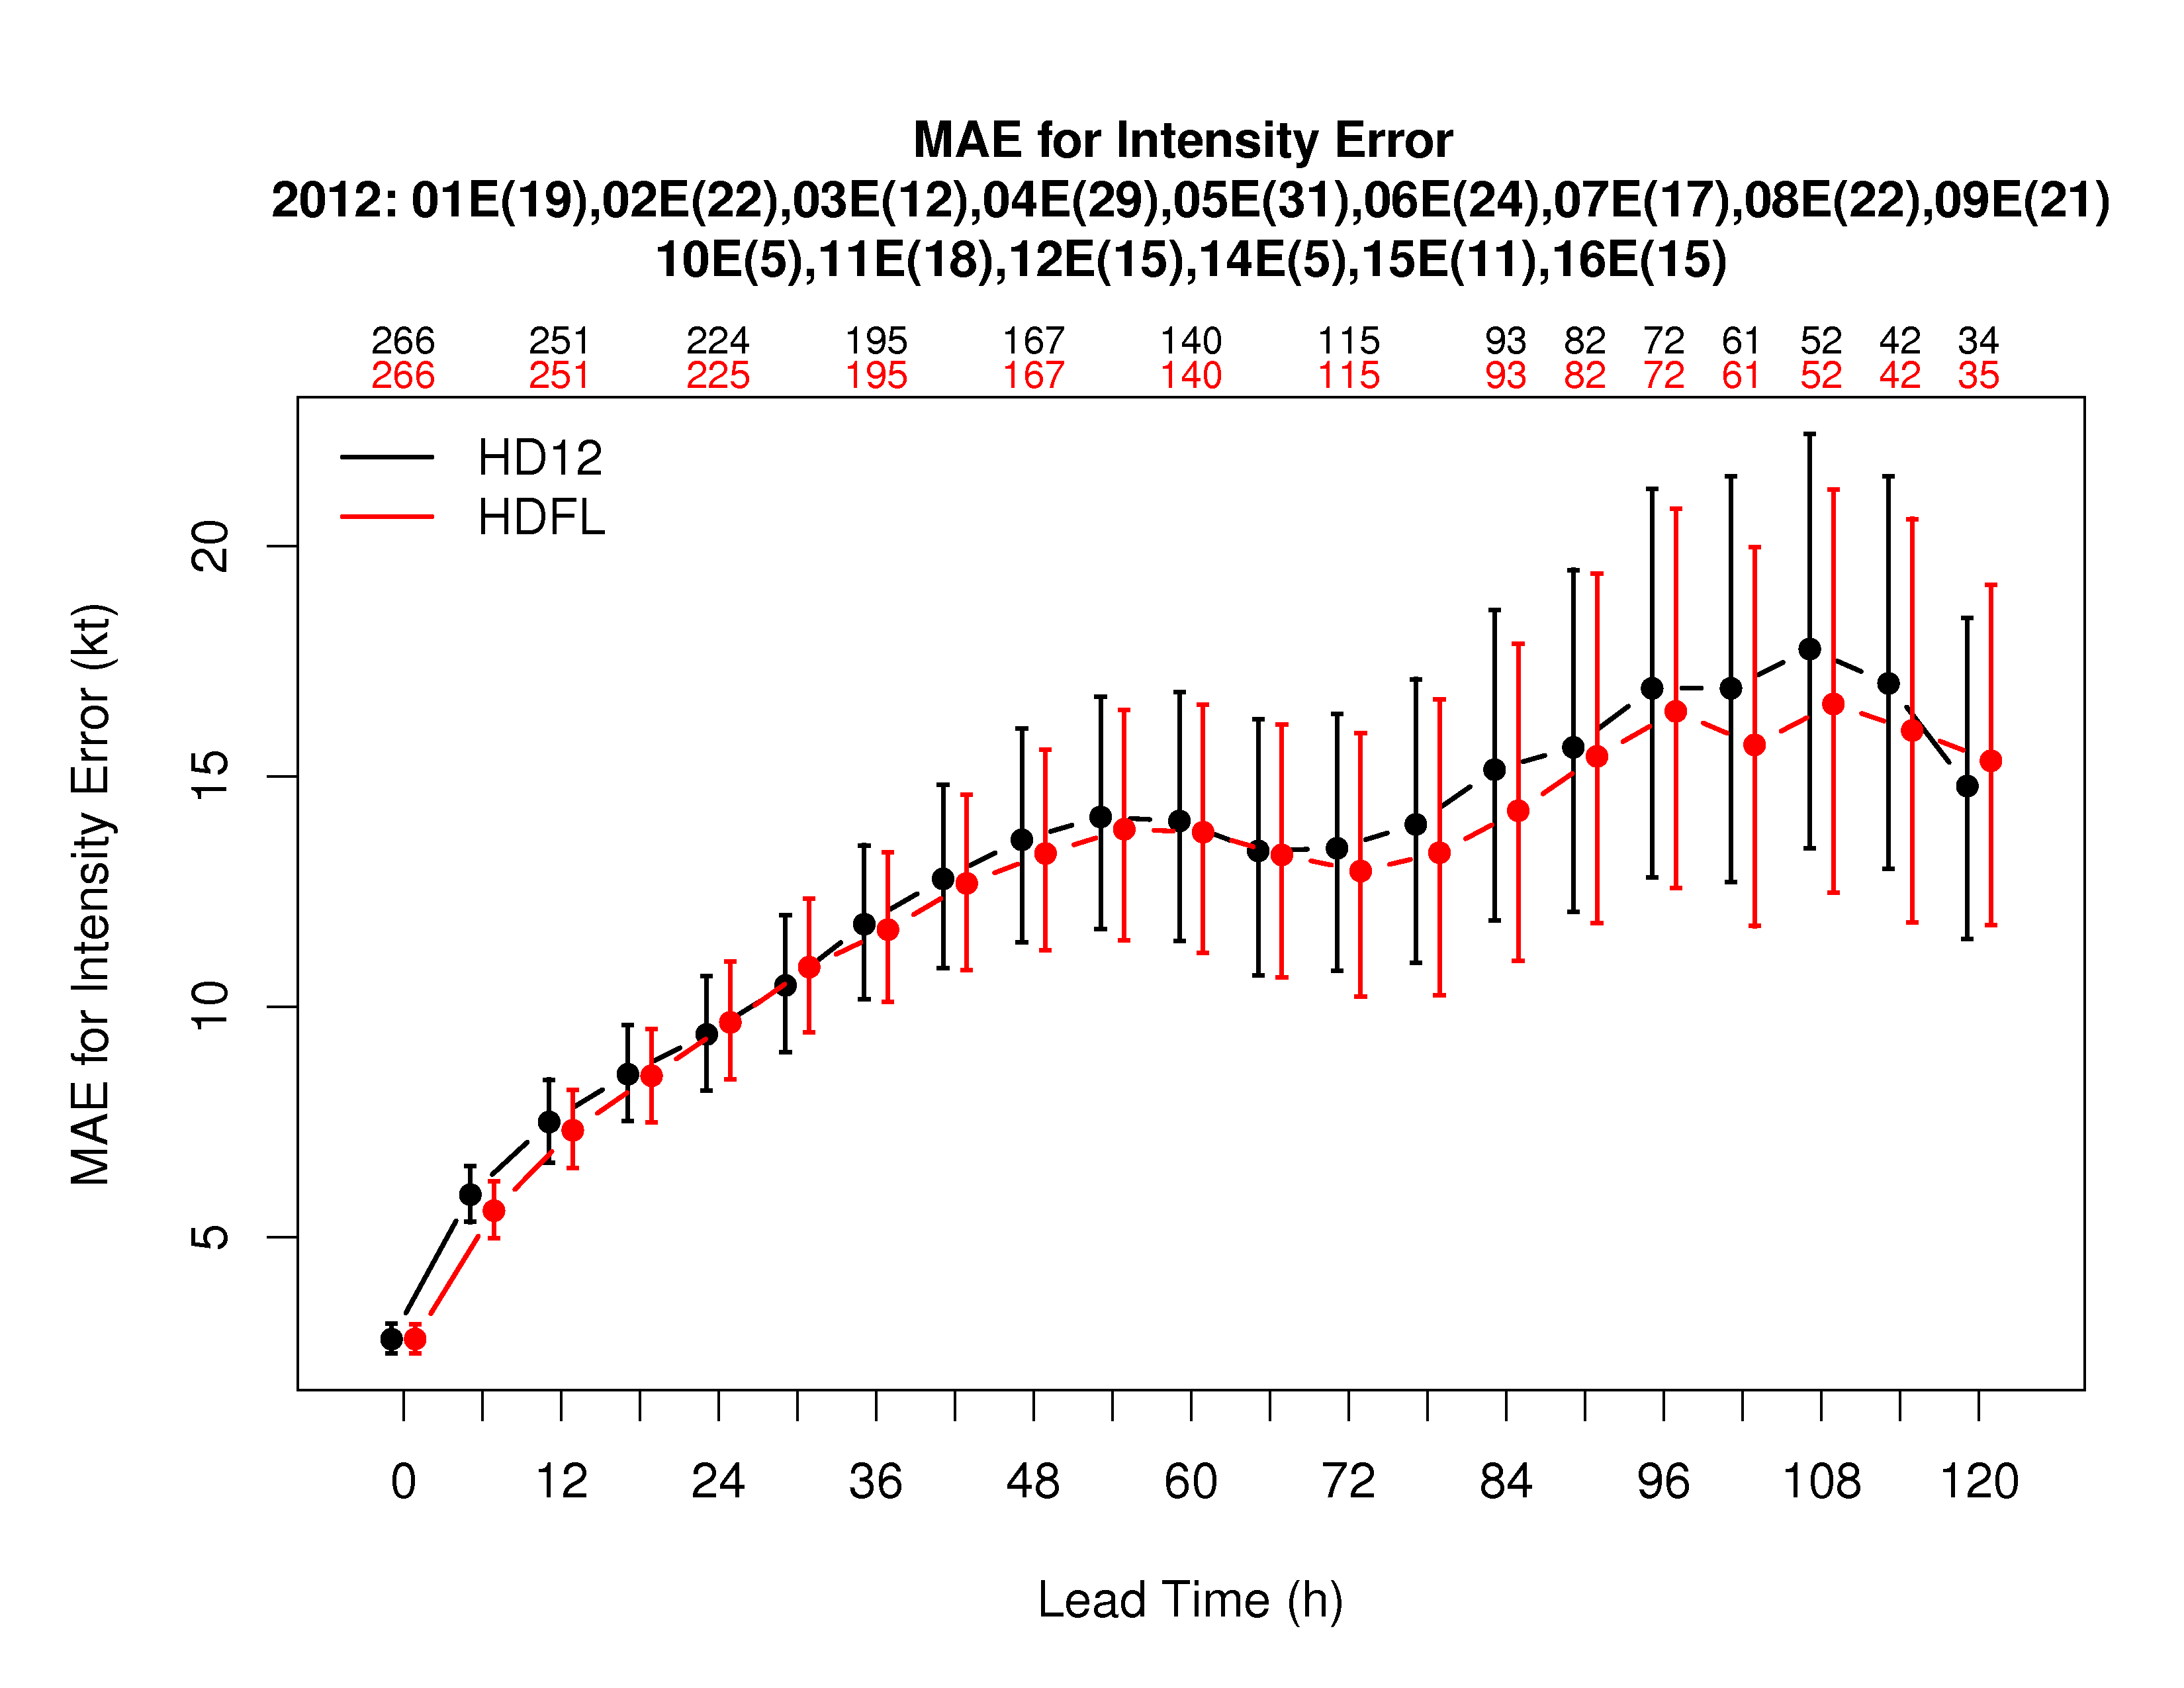 MAE for Intensity Error
2012: 01E(19),02E(22),03E(12),04E(29),05E(31),06E(24),07E(17),08E(22),09E(21)
10E(5),11E(18),12E(15),14E(5),15E(11),16E(15)
266 251 224 195 167 140 115 93 82 72 61 52 42 34
266 251 225 195 167 140 115 93 82 72 61 52 42 35
HD12
HDFL
MAE for Intensity Error (kt)
20
15
10
5
0 12 24 36 48 60 72 84 96 108 120
Lead Time (h)